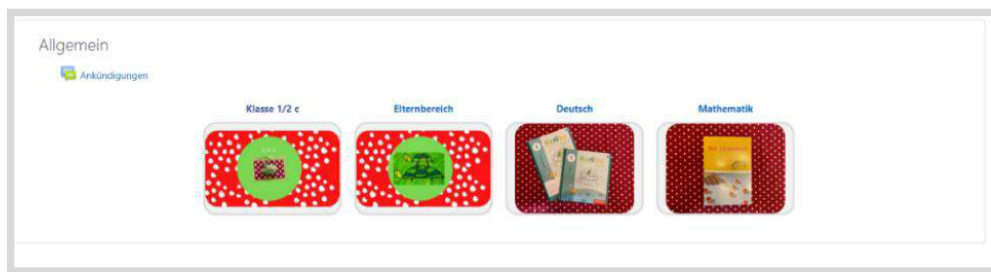 Allgemein
Ankündigungen
Klasse 1/2 c
Elternbereich
Deutsch
Mathematik